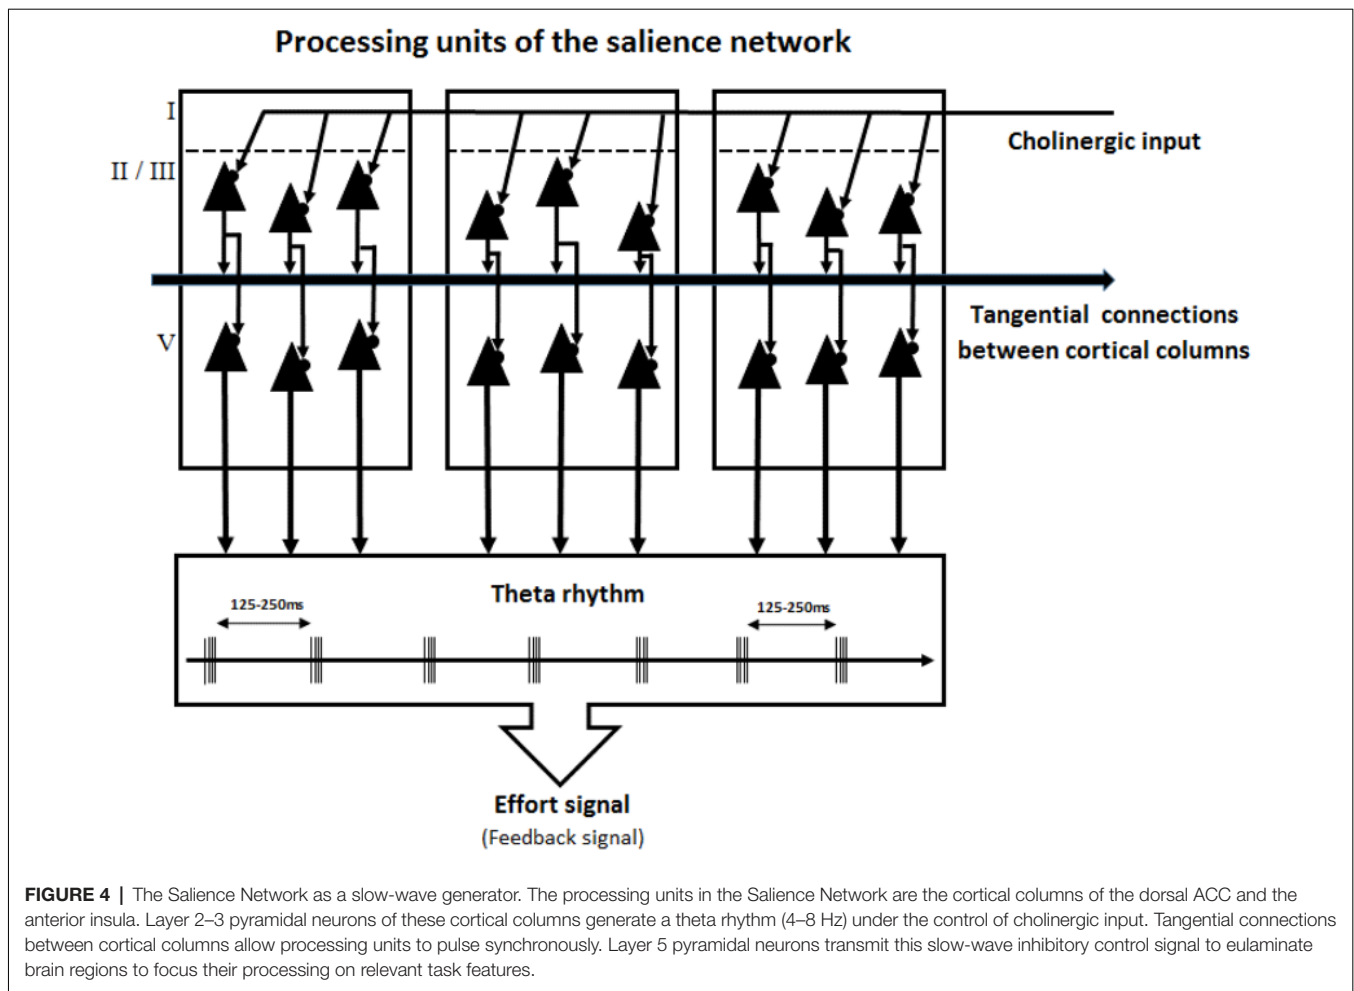 Processing units of the salience network
I
Cholinergic input
II / III
Tangential connections
between cortical columns
V
Theta rhythm
125-250ms
125-250ms
Effort signal
(Feedback signal)
FIGURE 4 | The Salience Network as a slow-wave generator. The processing units in the Salience Network are the cortical columns of the dorsal ACC and the
anterior insula. Layer 2–3 pyramidal neurons of these cortical columns generate a theta rhythm (4–8 Hz) under the control of cholinergic input. Tangential connections
between cortical columns allow processing units to pulse synchronously. Layer 5 pyramidal neurons transmit this slow-wave inhibitory control signal to eulaminate
brain regions to focus their processing on relevant task features.